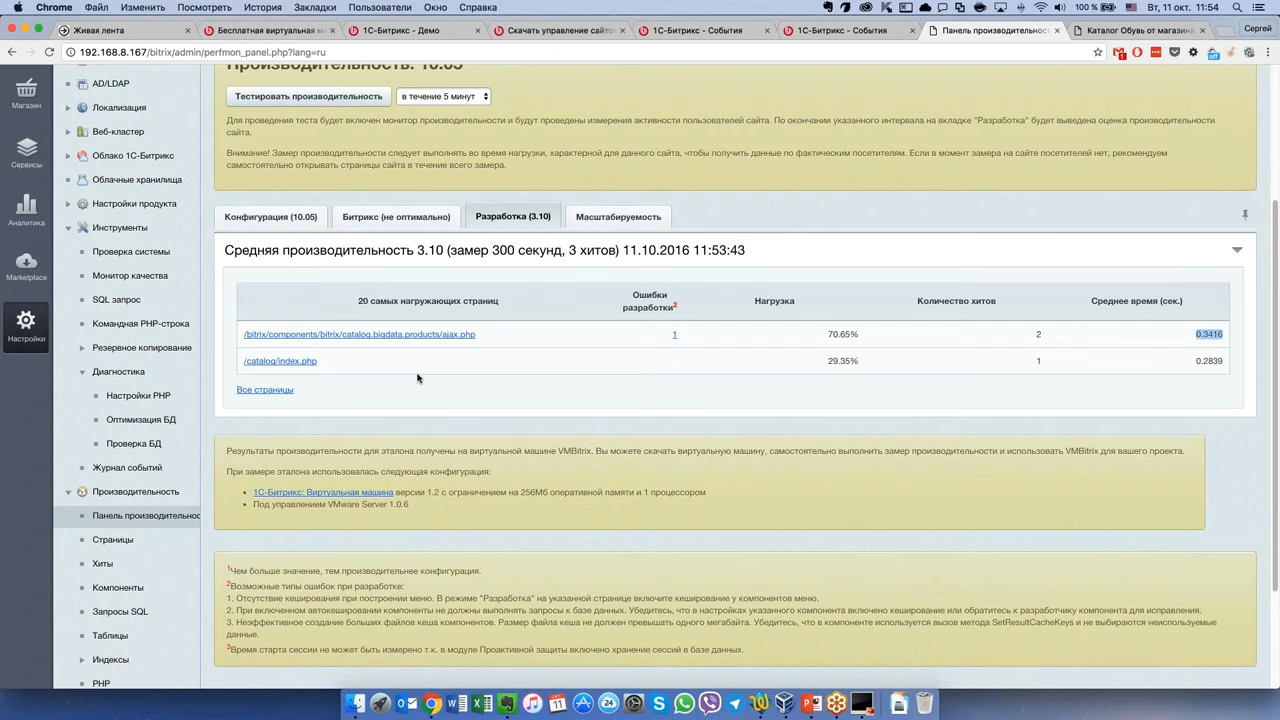 Chrome Файл Изменить Посмотреть История Закладки Пользователи Окно Справка
100 % Вт, 11 окт. 11:54
Живая лента
Бесплатная виртуальная м
1С-Битрикс - Демо
Скачать управление сайто
1С-Битрикс - События
1С-Битрикс - События
Панель производительнос
Каталог Обувь от магазина
Сергей
192.168.8.167/bitrix/admin/perfmon_panel.php?lang=ru
Магазин
Сервисы
Аналитика
Marketplace
Настройки
AD/LDAP
Локализация
Веб-кластер
Облако 1С-Битрикс
Облачные хранилища
Настройки продукта
Инструменты
Проверка системы
Монитор качества
SQL запрос
Командная PHP-строка
Резервное копирование
Диагностика
Настройки PHP
Оптимизация БД
Проверка БД
Журнал событий
Производительность
Панель производительнос
Страницы
Хиты
Компоненты
Запросы SQL
Таблицы
Индексы
PHP
Производительность: 10.05
Тестировать производительность в течение 5 минут
Для проведения теста будет включен монитор производительности и будут проведены измерения активности пользователей сайта. По окончании указанного интервала на вкладке "Разработка" будет выведена оценка производительности
сайта.
Внимание! Замер производительности следует выполнять во время нагрузки, характерной для данного сайта, чтобы получить данные по фактическим посетителям. Если в момент замера на сайте посетителей нет, рекомендуем
самостоятельно открывать страницы сайта в течение всего замера.
Конфигурация (10.05) Битрикс (не оптимально) Разработка (3.10) Масштабируемость
Средняя производительность 3.10 (замер 300 секунд, 3 хитов) 11.10.2016 11:53:43
20 самых нагружающих страниц Ошибки разработки2 Нагрузка Количество хитов Среднее время (сек.)
/bitrix/components/bitrix/catalog.bigdata.products/ajax.php 1 70.65% 2 0.3416
/catalog/index.php 29.35% 1 0.2839
Все страницы
Результаты производительности для эталона получены на виртуальной машине VMBitrix. Вы можете скачать виртуальную машину, самостоятельно выполнить замер производительности и использовать VMBitrix для вашего проекта.
При замере эталона использовалась следующая конфигурация:
1С-Битрикс: Виртуальная машина версии 1.2 с ограничением на 256Мб оперативной памяти и 1 процессором
Под управлением VMware Server 1.0.6
1Чем больше значение, тем производительнее конфигурация.
2Возможные типы ошибок при разработке:
1. Отсутствие кеширования при построении меню. В режиме "Разработка" на указанной странице включите кеширование у компонентов меню.
2. При включенном автокешировании компоненты не должны выполнять запросы к базе данных. Убедитесь, что в настройках указанного компонента включено кеширование или обратитесь к разработчику компонента для исправления.
3. Неэффективное создание больших файлов кеша компонентов. Размер файла кеша не должен превышать одного мегабайта. Убедитесь, что в компоненте используется вызов метода SetResultCacheKeys и не выбираются неиспользуемые
данные.
3Время старта сессии не может быть измерено т.к. в модуле Проактивной защиты включено хранение сессий в базе данных.